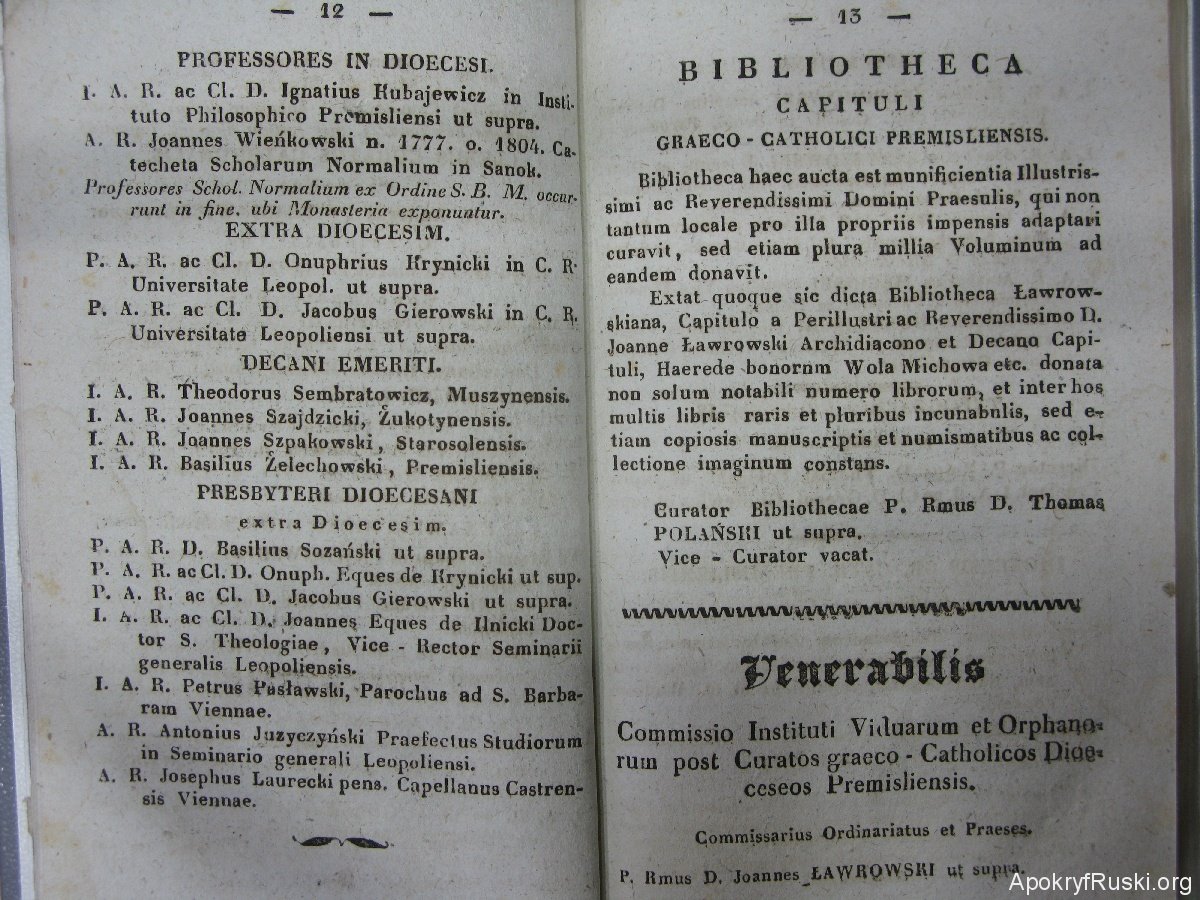 — 12 —
PROFESSORES IN DIOECESI.
I. A. R. ac Cl. D. Ignatius Kubajewicz in Insti-
tuto Philosophico Premisliensi ut supra.
A. R. Joannes Wieńkowski n. 1777. o. 1804. Ca-
techeta Scholarum Normalium in Sanok.
Professores Schol. Normalium ex Ordine S. B. M. occur-
runt in fine, ubi Monasteria exponuntur.
EXTRA DIOECESIM.
P. A. R. ac Cl. D. Onuphrius Krynicki in C. R.
Universitate Leopol. ut supra.
P. A. R. ac Cl. D. Jacobus Gierowski in C. R.
Universitate Leopoliensi ut supra.
DECANI EMERITI.
I. A. R. Theodorus Sembratowicz, Muszynensis.
I. A. R. Joannes Szajdzicki, Żukotynensis.
I. A. R. Joannes Szpakowski, Starosolensis.
I. A. R. Basilius Żelechowski, Premisliensis.
PRESBYTERI DIOECESANI
extra Dioecesim.
P. A. R. D. Basilius Sozański ut supra.
P. A. R. ac Cl. D. Onuph. Eques de Krynicki ut sup.
P. A. R. ac Cl. D. Jacobus Gierowski ut supra.
I. A. R. ac Cl. D. Joannes Eques de Ilnicki Doc-
tor S. Theologiae, Vice - Rector Seminarii
generalis Leopoliensis.
I. A. R. Petrus Pasławski, Parochus ad S. Barba-
ram Viennae.
A. R. Antonius Juzyczyński Praefectus Studiorum
in Seminario generali Leopoliensi.
A. R. Josephus Laurecki pens. Capellanus Castren-
sis Viennae.
— 13 —
BIBLIOTHECA
CAPITULI
GRAECO - CATHOLICI PREMISLIENSIS.
Bibliotheca haec aucta est munificientia Illustris-
simi ac Reverendissimi Domini Praesulis, qui non
tantum locale pro illa propriis impensis adaptari
curavit, sed etiam plura millia Voluminum ad
eandem donavit.
Extat quoque sic dicta Bibliotheca Ławrow-
skiana, Capitulo a Perillustri ac Reverendissimo D.
Joanne Ławrowski Archidiacono et Decano Capi-
tuli, Haerede bonorum Wola Michowa etc. donata
non solum notabili numero librorum, et inter hos
multis libris raris et pluribus incunabulis, sed e-
tiam copiosis manuscriptis et numismatibus ac col-
lectione imaginum constans.
Curator Bibliothecae P. Rmus D. Thomas
POLAŃSKI ut supra.
Vice - Curator vacat.
Venerabilis
Commissio Instituti Viduarum et Orphano-
rum post Curatos graeco - Catholicos Dioe-
ceseos Premisliensis.
Commissarius Ordinariatus et Praeses.
P. Rmus D. Joannes ŁAWROWSKI ut supra.
ApokryfRuski.org